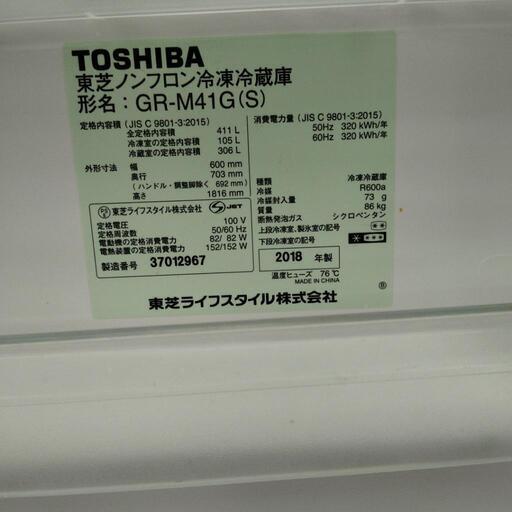 TOSHIBA
東芝ノンフロン冷凍冷蔵庫
形名：GR-M41G(S)
定格内容積 (JIS C 9801-3:2015)
全定格内容積 411 L
冷凍室の定格内容積 105 L
冷蔵室の定格内容積 306 L
外形寸法 幅 600 mm
奥行 703 mm
(ハンドル・調整脚除く 692 mm)
高さ 1816 mm
東芝ライフスタイル株式会社 JET
定格電圧 100 V
定格周波数 50/60 Hz
電動機の定格消費電力 82/ 82 W
電熱装置の定格消費電力 152/152 W
製造番号 37012967
消費電力量 (JIS C 9801-3:2015)
50Hz 320 kWh/年
60Hz 320 kWh/年
種類 冷凍冷蔵庫
冷媒 R600a
冷媒封入量 73 g
質量 86 kg
断熱発泡ガス シクロペンタン
上段冷凍室、製氷室の記号 **
下段冷凍室の記号 ****
2018 年製
温度ヒューズ 76℃
MADE IN CHINA
東芝ライフスタイル株式会社
Ⓑ